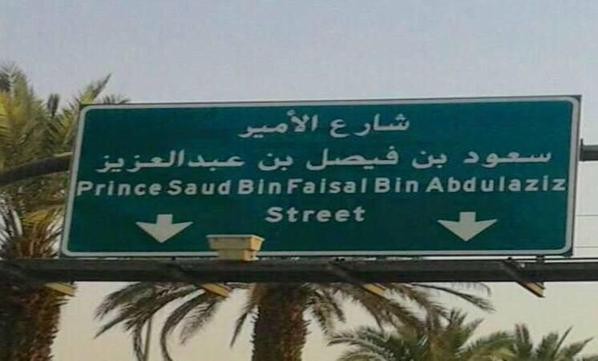 شارع الأمير
سعود بن فيصل بن عبدالعزيز
Prince Saud Bin Faisal Bin Abdulaziz
Street